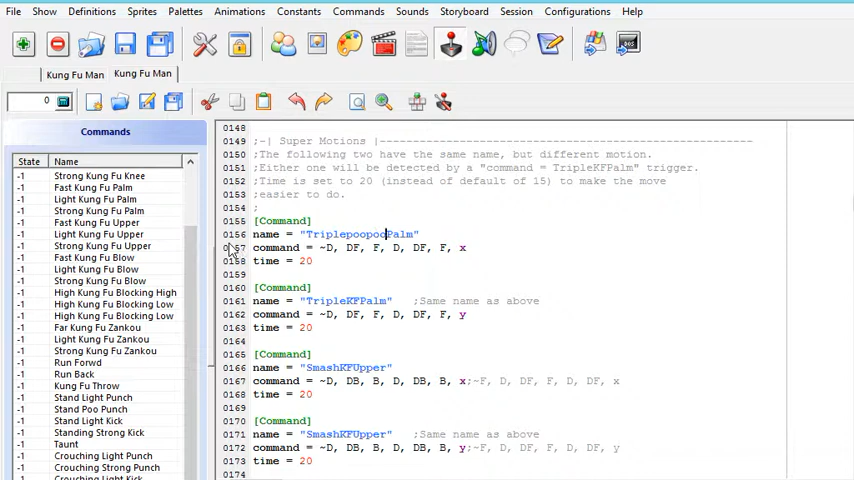 File Show Definitions Sprites Palettes Animations Constants Commands Sounds Storyboard Session Configurations Help
Kung Fu Man Kung Fu Man
0
Commands
State Name
-1 Strong Kung Fu Knee
-1 Fast Kung Fu Palm
-1 Light Kung Fu Palm
-1 Strong Kung Fu Palm
-1 Fast Kung Fu Upper
-1 Light Kung Fu Upper
-1 Strong Kung Fu Upper
-1 Fast Kung Fu Blow
-1 Light Kung Fu Blow
-1 Strong Kung Fu Blow
-1 High Kung Fu Blocking High
-1 High Kung Fu Blocking Low
-1 High Kung Fu Blocking Low
-1 Far Kung Fu Zankou
-1 Light Kung Fu Zankou
-1 Strong Kung Fu Zankou
-1 Run Forwd
-1 Run Back
-1 Kung Fu Throw
-1 Stand Light Punch
-1 Stand Poo Punch
-1 Stand Light Kick
-1 Standing Strong Kick
-1 Taunt
-1 Crouching Light Punch
-1 Crouching Strong Punch
-1 Crouching Light Kick
0148
0149 ;-| Super Motions |--------------------------------------------------------
0150 ;The following two have the same name, but different motion.
0151 ;Either one will be detected by a "command = TripleKFPalm" trigger.
0152 ;Time is set to 20 (instead of default of 15) to make the move
0153 ;easier to do.
0154 ;
0155 [Command]
0156 name = "TriplepoopooPalm"
0157 command = ~D, DF, F, D, DF, F, x
0158 time = 20
0159
0160 [Command]
0161 name = "TripleKFPalm" ;Same name as above
0162 command = ~D, DF, F, D, DF, F, y
0163 time = 20
0164
0165 [Command]
0166 name = "SmashKFUpper"
0167 command = ~D, DB, B, D, DB, B, x;~F, D, DF, F, D, DF, x
0168 time = 20
0169
0170 [Command]
0171 name = "SmashKFUpper" ;Same name as above
0172 command = ~D, DB, B, D, DB, B, y;~F, D, DF, F, D, DF, y
0173 time = 20
0174